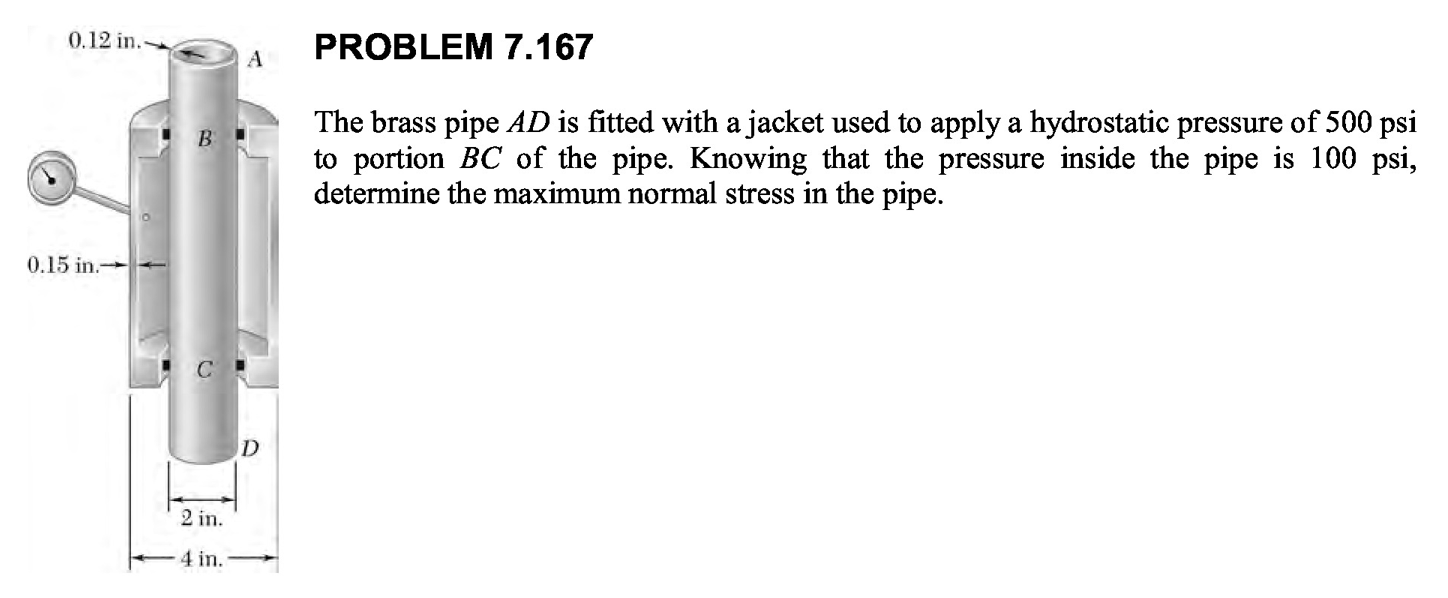 0.12 in.
A
PROBLEM 7.167
The brass pipe AD is fitted with a jacket used to apply a hydrostatic pressure of 500 psi
to portion BC of the pipe. Knowing that the pressure inside the pipe is 100 psi,
determine the maximum normal stress in the pipe.
B
0.15 in.
C
D
2 in.
4 in.